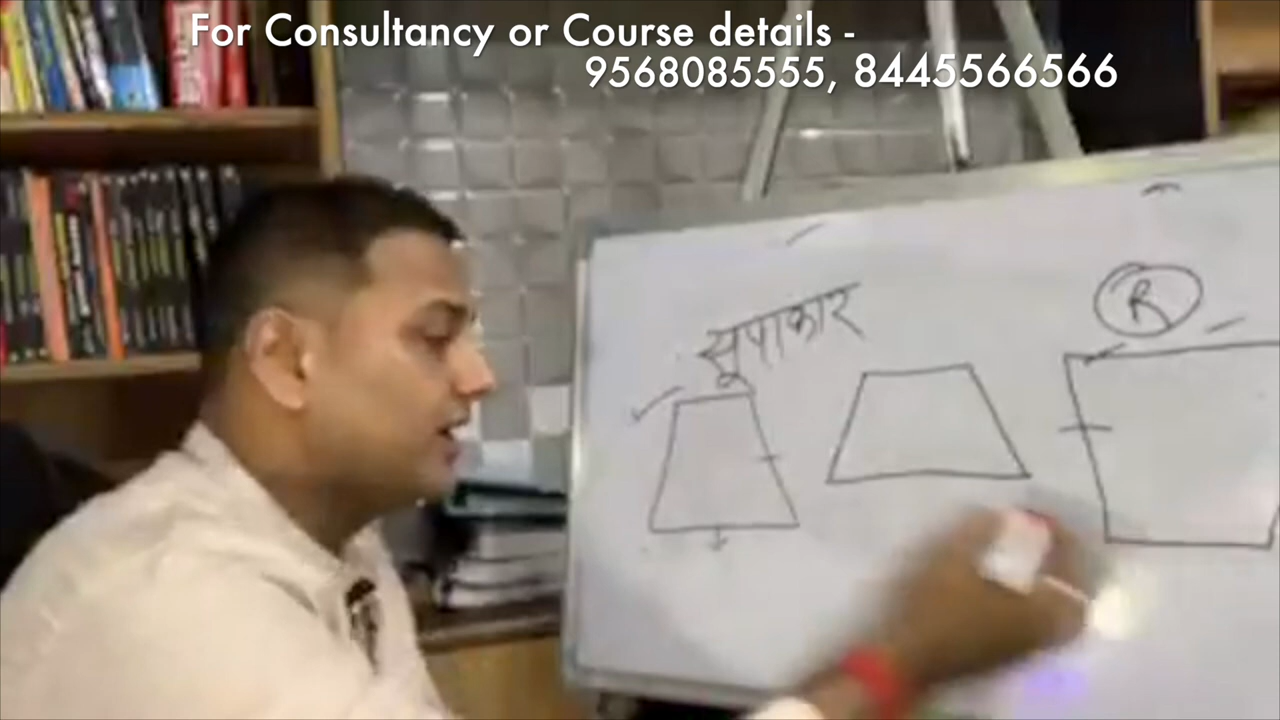 For Consultancy or Course details -
9568085555, 8445566566
सूपाकार
R